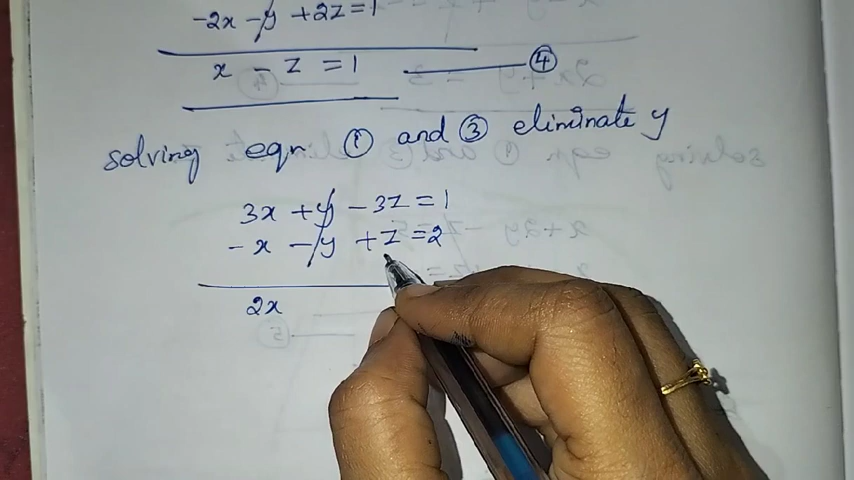 -2x - y + 2z = 1
x - z = 1 ④
solving eqn ① and ③ eliminate y
3x + y - 3z = 1
-x - y + z = 2
2x